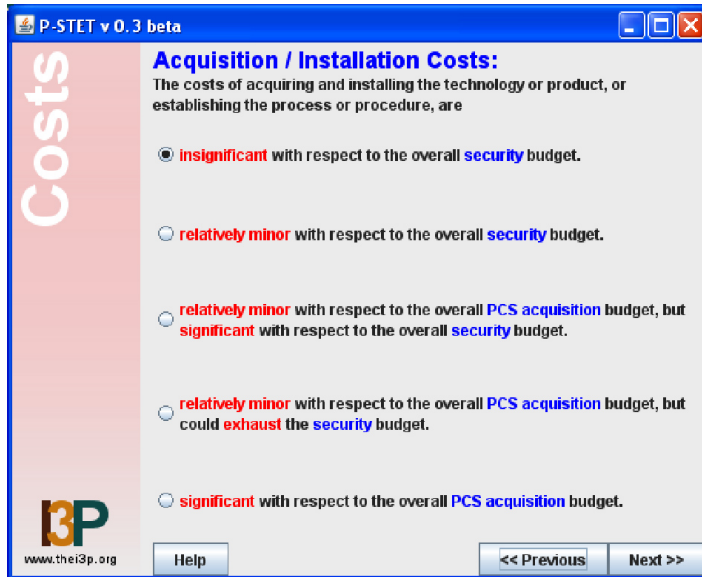 P-STET v 0.3 beta
Costs
Acquisition / Installation Costs:
The costs of acquiring and installing the technology or product, or
establishing the process or procedure, are
insignificant with respect to the overall security budget.
relatively minor with respect to the overall security budget.
relatively minor with respect to the overall PCS acquisition budget, but
significant with respect to the overall security budget.
relatively minor with respect to the overall PCS acquisition budget, but
could exhaust the security budget.
significant with respect to the overall PCS acquisition budget.
I3P
www.thei3p.org
Help
<< Previous
Next >>